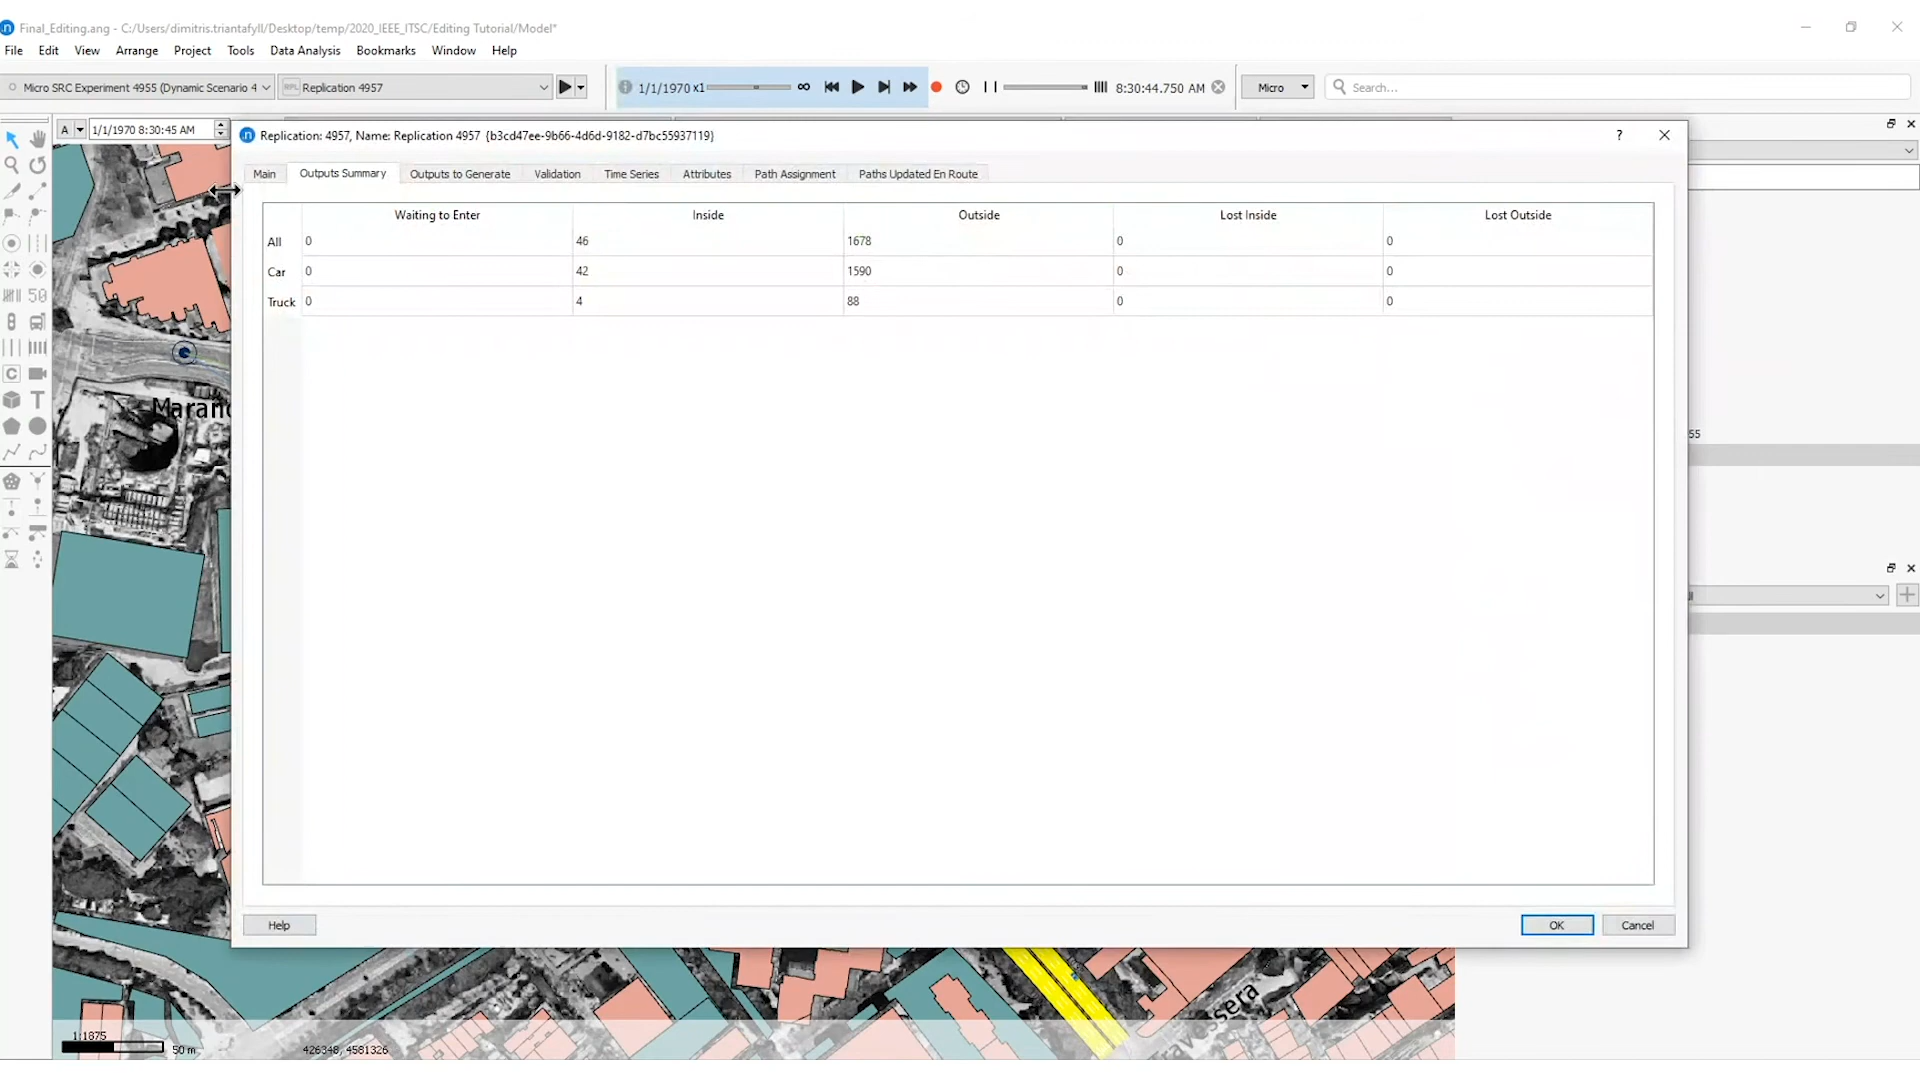 Final_Editing.ang - C:/Users/dimitris.triantafyll/Desktop/temp/2020_IEEE_ITSC/Editing Tutorial/Model*
File Edit View Arrange Project Tools Data Analysis Bookmarks Window Help
Micro SRC Experiment 4955 (Dynamic Scenario 4
RPL Replication 4957
1/1/1970 x1
8:30:44.750 AM
Micro
Search...
A
1/1/1970 8:30:45 AM
Replication: 4957, Name: Replication 4957 {b3cd47ee-9b66-4d6d-9182-d7bc55937119}
?
Main Outputs Summary Outputs to Generate Validation Time Series Attributes Path Assignment Paths Updated En Route
Waiting to Enter Inside Outside Lost Inside Lost Outside
All 0 46 1678 0 0
Car 0 42 1590 0 0
Truck 0 4 88 0 0
50
C
T
55
Help
OK
Cancel
1:1875
50 m
426348, 4581326